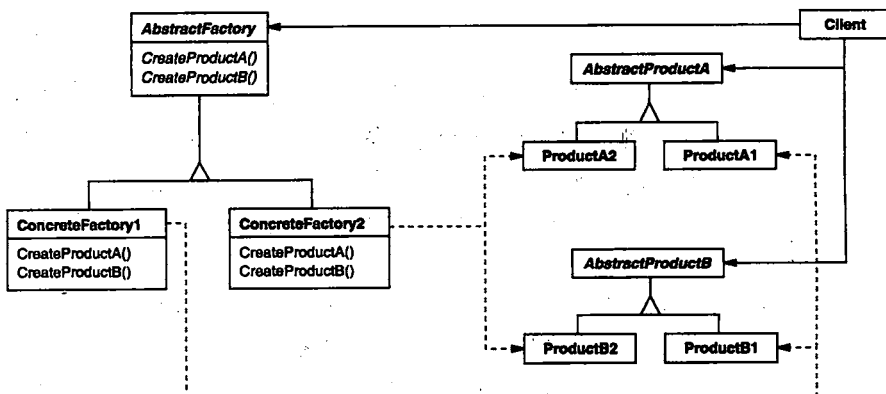 AbstractFactory
CreateProductA()
CreateProductB()
Client
AbstractProductA
ProductA2
ProductA1
ConcreteFactory1
CreateProductA()
CreateProductB()
ConcreteFactory2
CreateProductA()
CreateProductB()
AbstractProductB
ProductB2
ProductB1